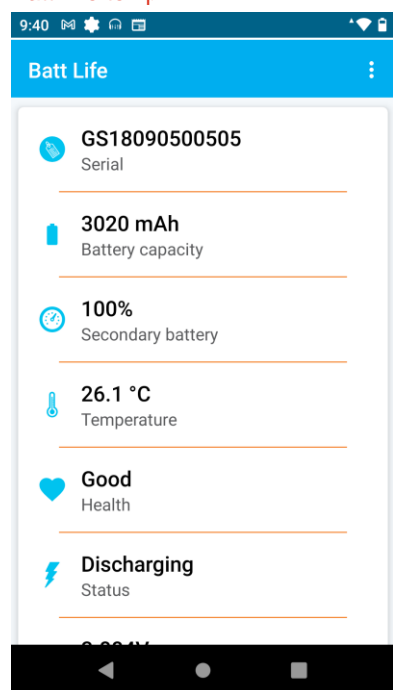 9:40
Batt Life
GS18090500505
Serial
3020 mAh
Battery capacity
100%
Secondary battery
26.1 °C
Temperature
Good
Health
Discharging
Status